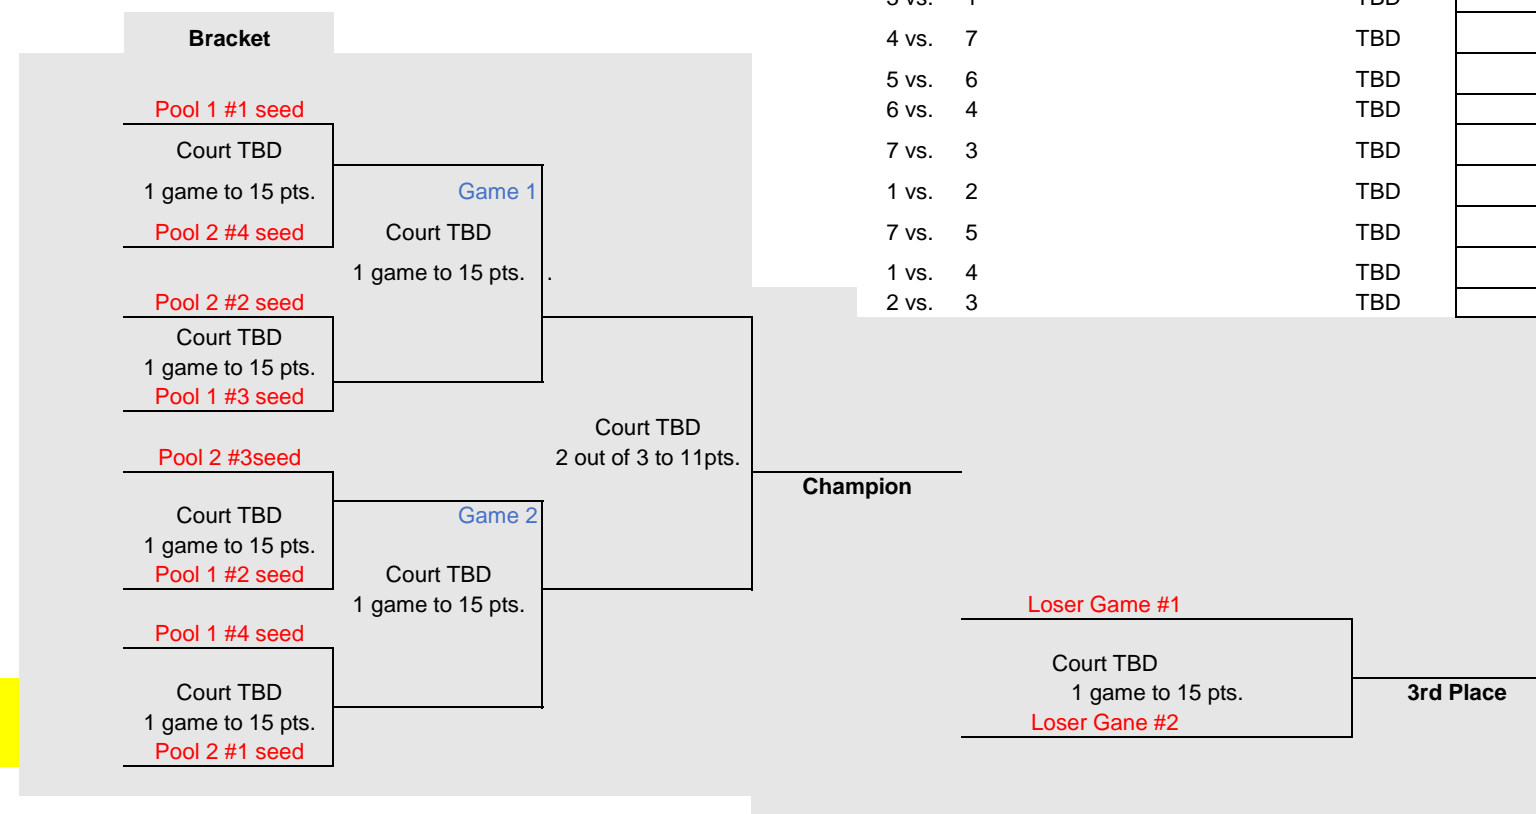 TBD
Bracket
4 vs. 7 TBD
5 vs. 6 TBD
Pool 1 #1 seed
6 vs. 4 TBD
Court TBD
7 vs. 3 TBD
1 game to 15 pts.
Game 1
1 vs. 2 TBD
Pool 2 #4 seed
Court TBD
7 vs. 5 TBD
1 game to 15 pts. .
1 vs. 4 TBD
Pool 2 #2 seed
2 vs. 3 TBD
Court TBD
1 game to 15 pts.
Pool 1 #3 seed
Court TBD
Pool 2 #3seed
2 out of 3 to 11pts.
Champion
Court TBD
Game 2
1 game to 15 pts.
Pool 1 #2 seed
Court TBD
1 game to 15 pts.
Loser Game #1
Pool 1 #4 seed
Court TBD
Court TBD
1 game to 15 pts.
3rd Place
1 game to 15 pts.
Loser Gane #2
Pool 2 #1 seed